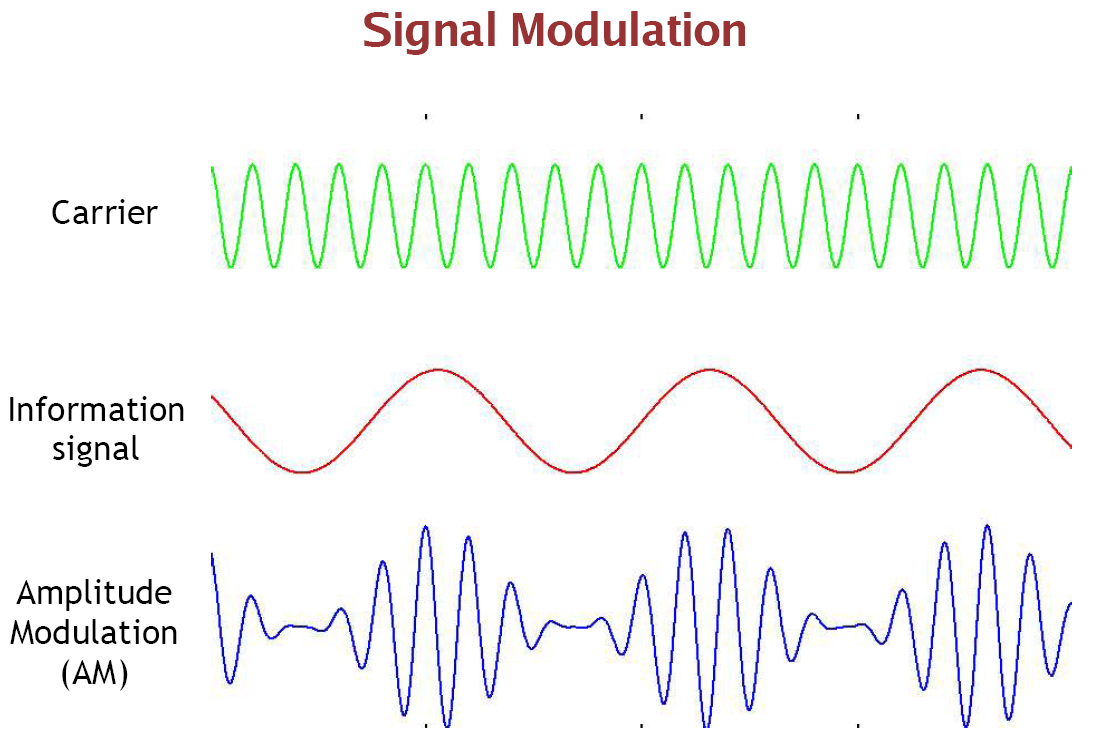 Signal Modulation
Carrier
Information
signal
Amplitude
Modulation
(AM)